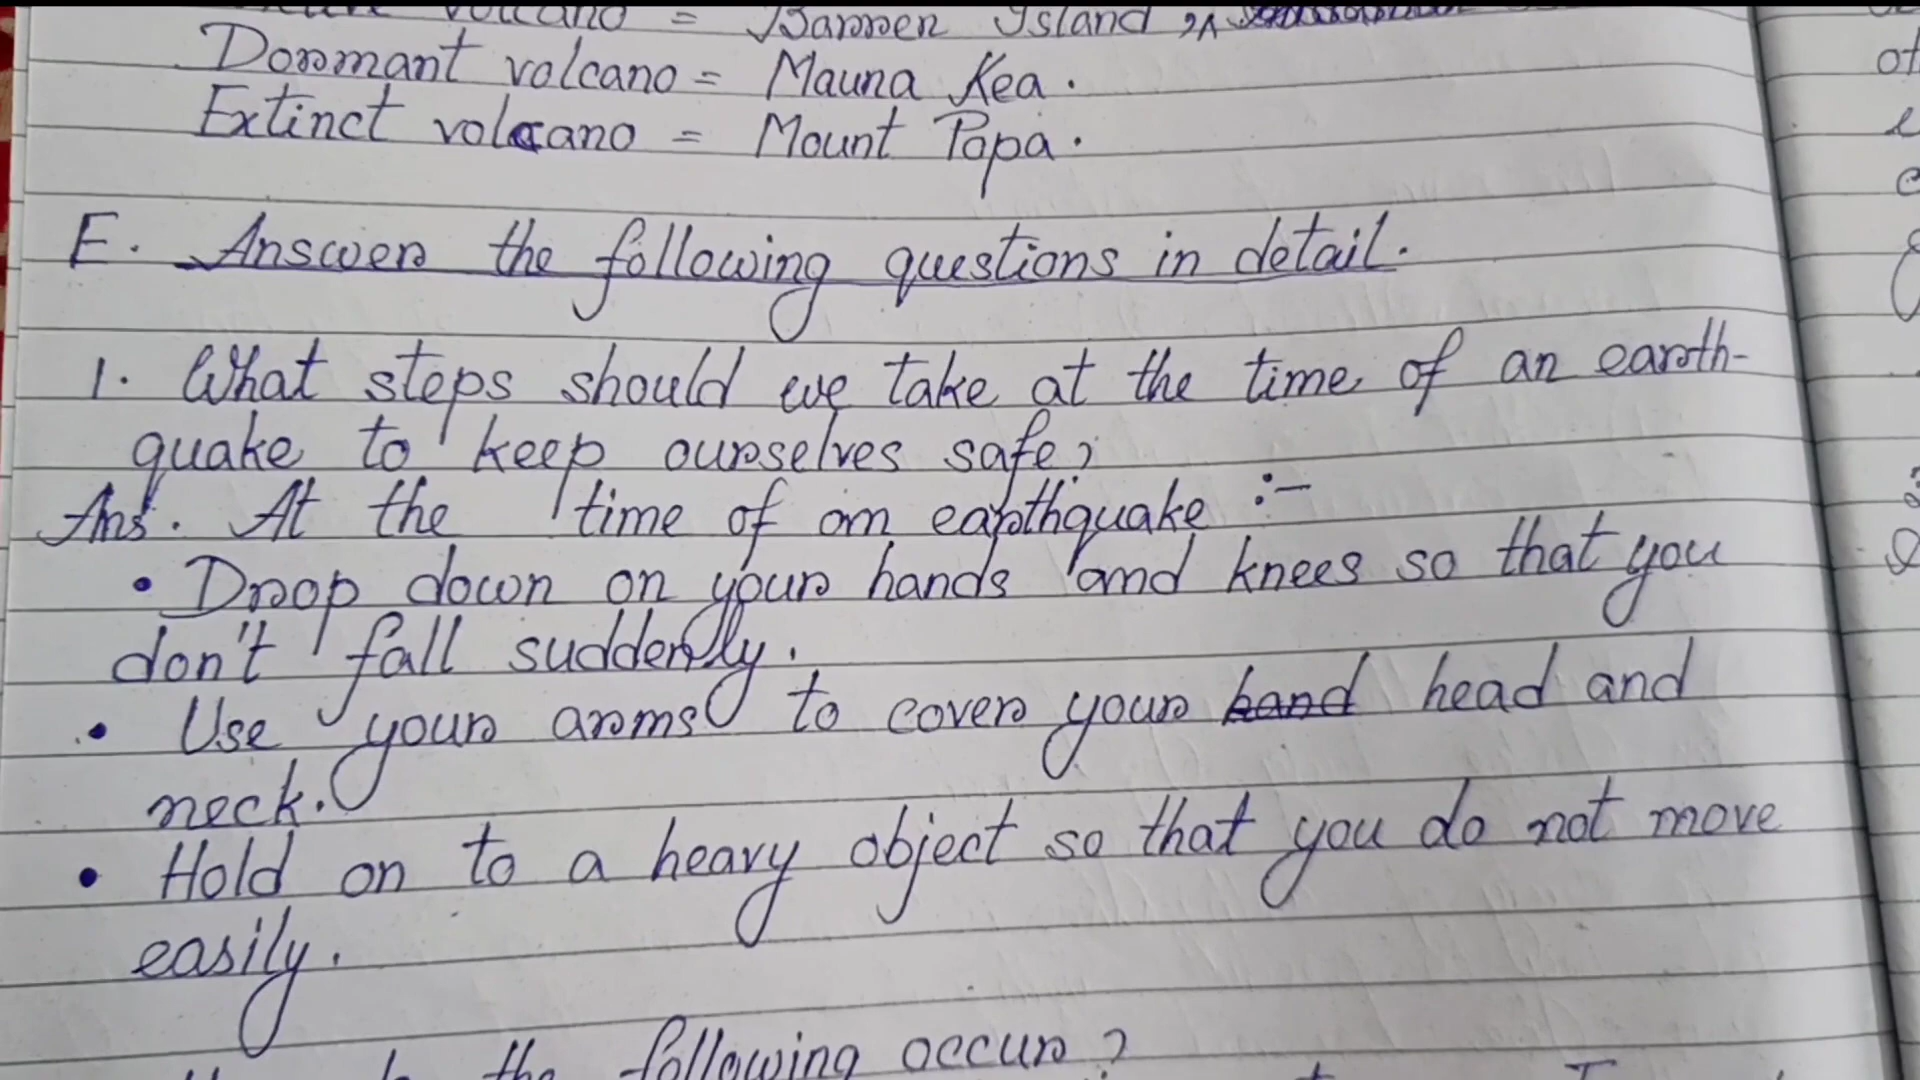 volcano = Barren Island,
Dormant volcano = Mauna Kea.
Extinct volcano = Mount Popa.
E. Answer the following questions in detail.
1. What steps should we take at the time of an earth-
quake to keep ourselves safe?
Ans. At the time of an earthquake :-
• Drop down on your hands and knees so that you
don't fall suddenly.
• Use your arms to cover your hand head and
neck.
• Hold on to a heavy object so that you do not move
easily.
the following occur?